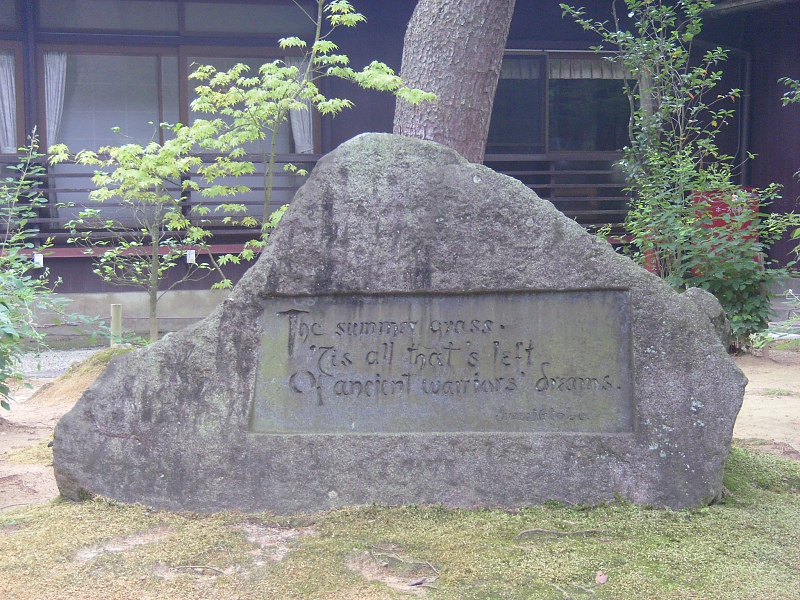 The summer grass.
'Tis all that's left
Of ancient warriors' dreams.